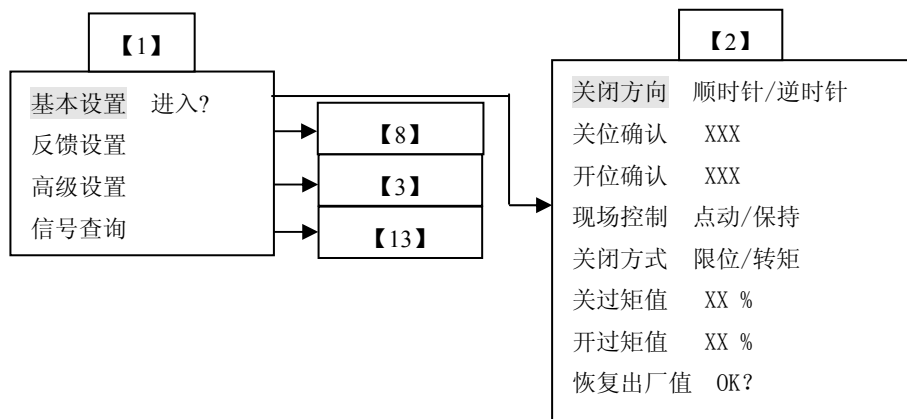 【1】
基本设置 进入?
反馈设置
高级设置
信号查询
【8】
【3】
【13】
【2】
关闭方向 顺时针/逆时针
关位确认 XXX
开位确认 XXX
现场控制 点动/保持
关闭方式 限位/转矩
关过矩值 XX %
开过矩值 XX %
恢复出厂值 OK?